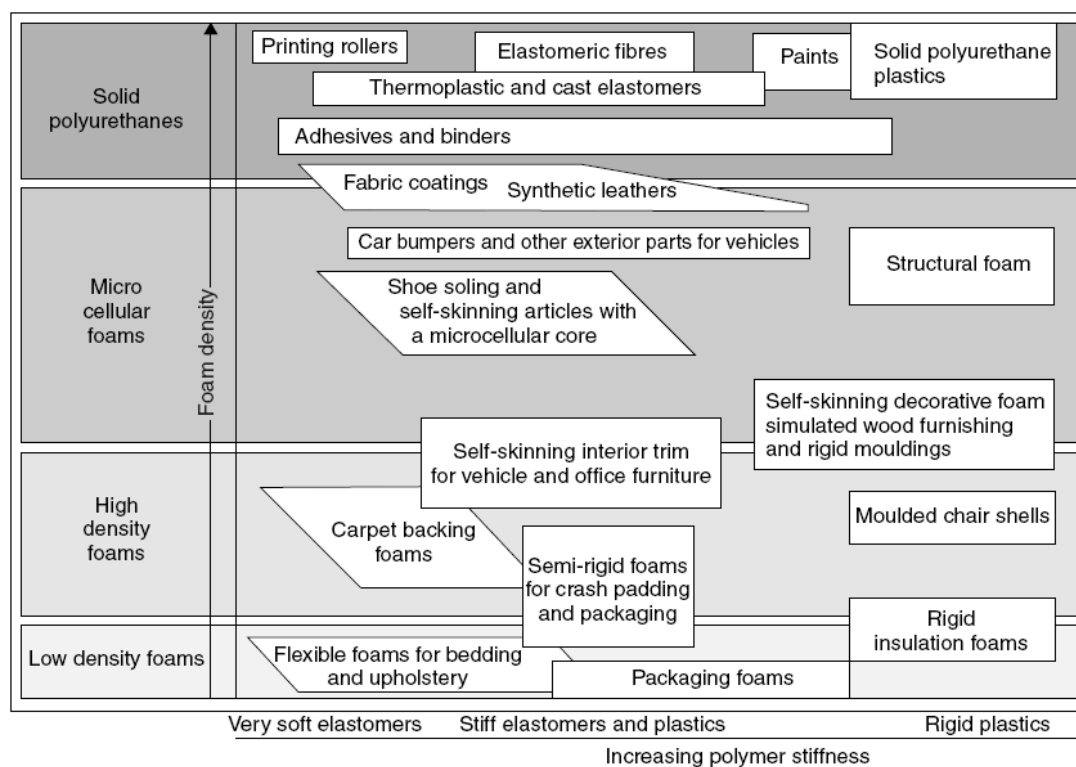 Printing rollers
Elastomeric fibres
Paints
Solid polyurethane
plastics
Thermoplastic and cast elastomers
Solid
polyurethanes
Adhesives and binders
Fabric coatings
Synthetic leathers
Car bumpers and other exterior parts for vehicles
Structural foam
Micro
cellular
foams
Shoe soling and
self-skinning articles with
a microcellular core
Foam density
Self-skinning decorative foam
simulated wood furnishing
and rigid mouldings
Self-skinning interior trim
for vehicle and office furniture
High
density
foams
Carpet backing
foams
Moulded chair shells
Semi-rigid foams
for crash padding
and packaging
Rigid
insulation foams
Low density foams
Flexible foams for bedding
and upholstery
Packaging foams
Very soft elastomers
Stiff elastomers and plastics
Rigid plastics
Increasing polymer stiffness